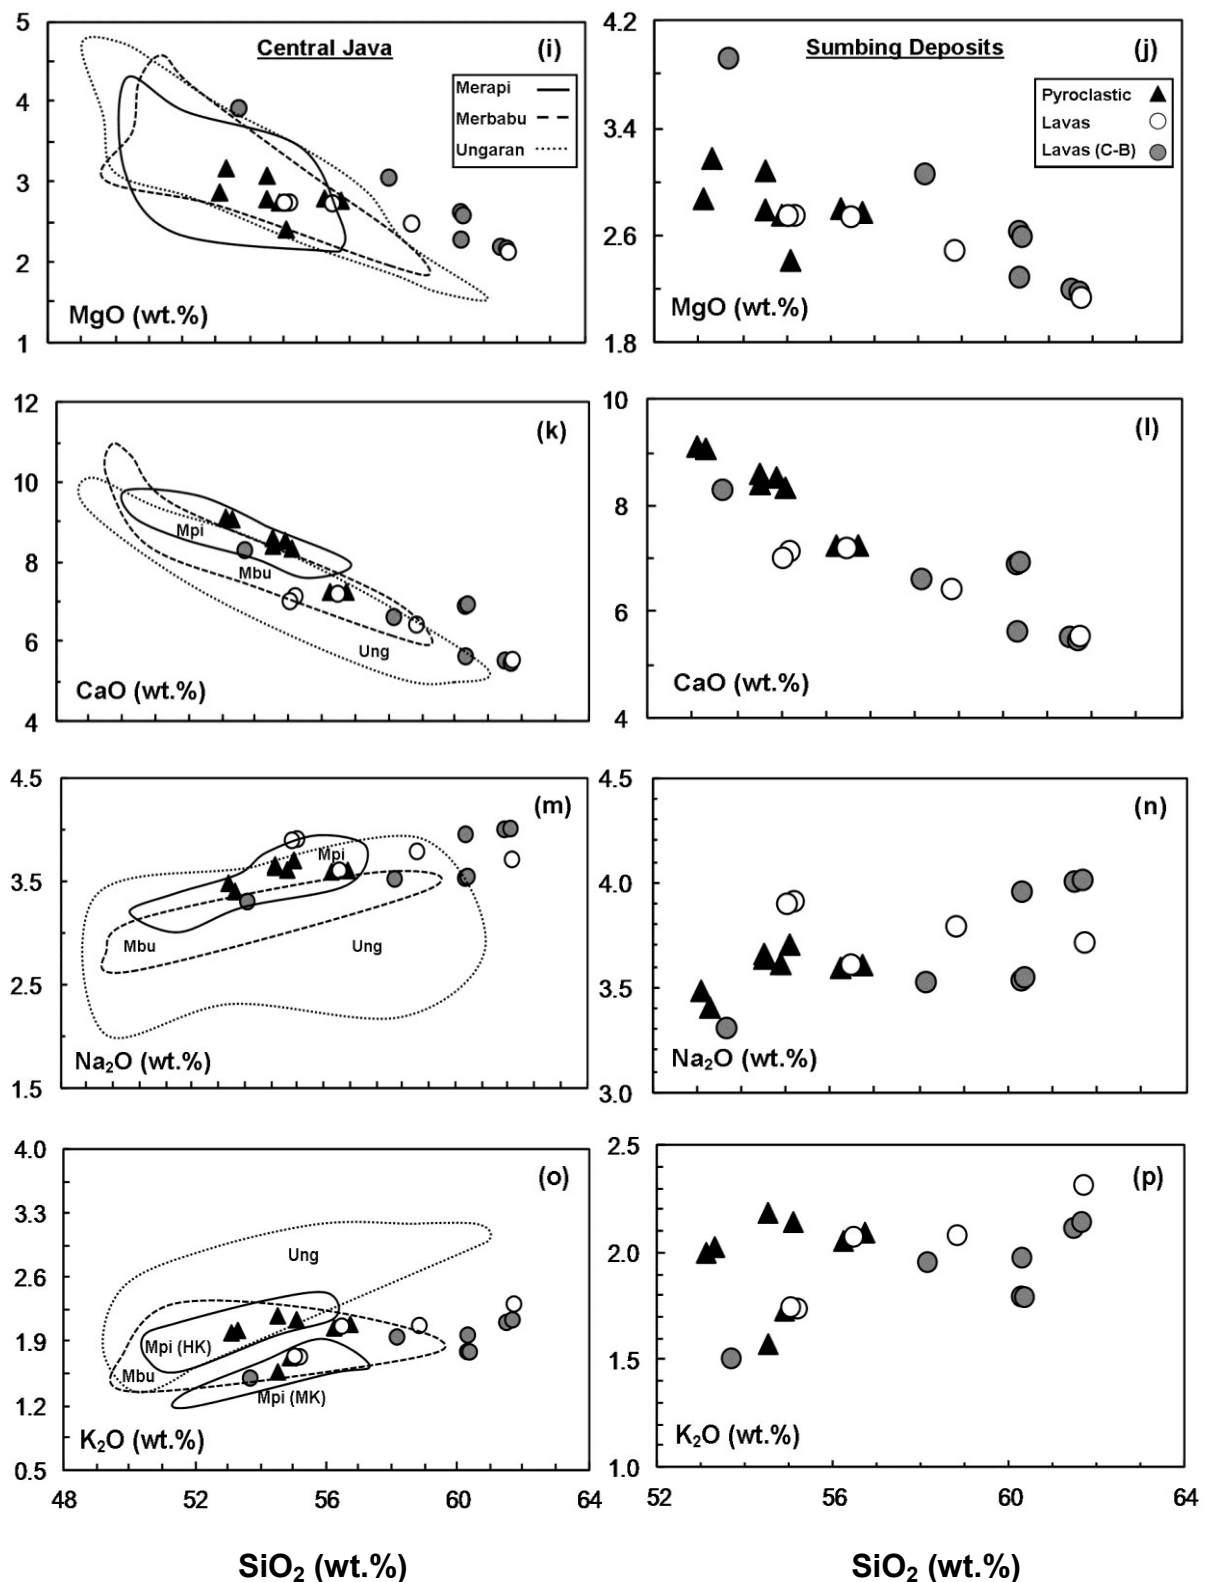 Central Java
(i)
Merapi
Merbabu
Ungaran
5
4
3
2
1
MgO (wt.%)
Sumbing Deposits
(j)
Pyroclastic
Lavas
Lavas (C-B)
4.2
3.4
2.6
1.8
MgO (wt.%)
(k)
12
10
8
6
4
Mpi
Mbu
Ung
CaO (wt.%)
(l)
10
8
6
4
CaO (wt.%)
(m)
4.5
3.5
2.5
1.5
Mpi
Mbu
Ung
Na₂O (wt.%)
(n)
4.5
4.0
3.5
3.0
Na₂O (wt.%)
(o)
4.0
3.3
2.6
1.9
1.2
0.5
Ung
Mpi (HK)
Mbu
Mpi (MK)
K₂O (wt.%)
48 52 56 60 64
SiO₂ (wt.%)
(p)
2.5
2.0
1.5
1.0
K₂O (wt.%)
52 56 60 64
SiO₂ (wt.%)